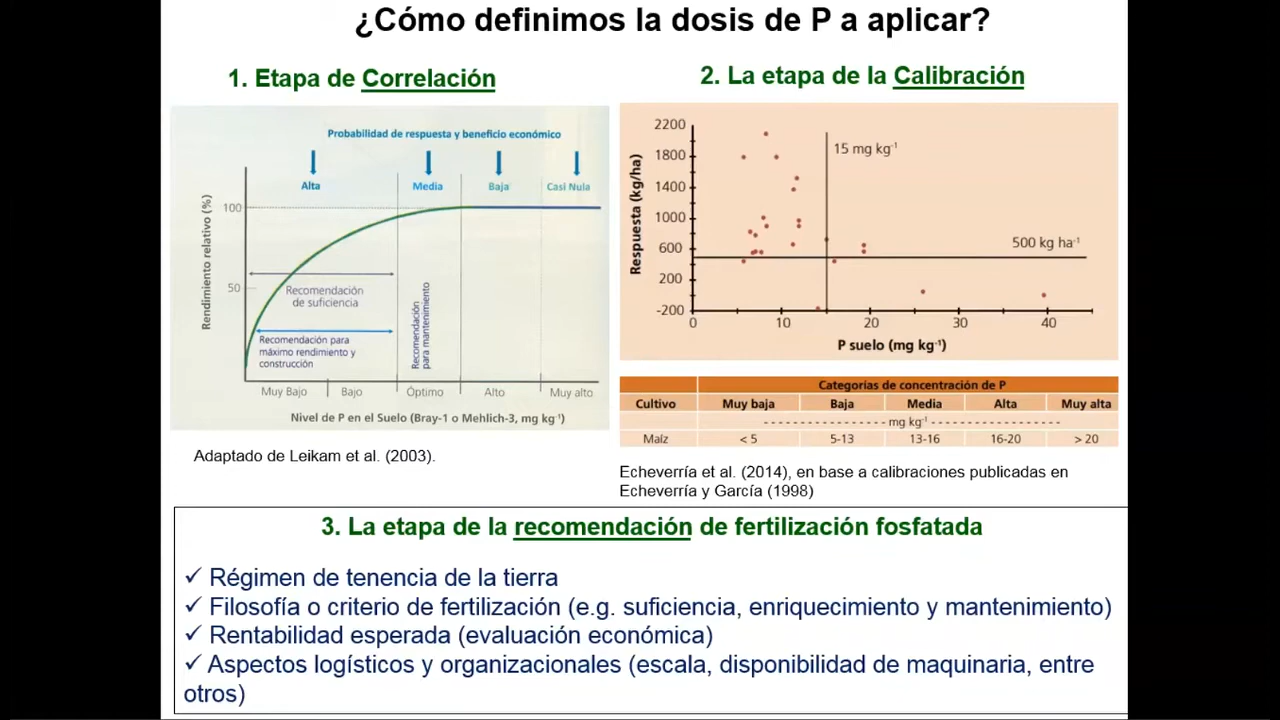 ¿Cómo definimos la dosis de P a aplicar?
1. Etapa de Correlación
Probabilidad de respuesta y beneficio económico
Alta
Media
Baja
Casi Nula
Rendimiento relativo (%)
100
50
Recomendación
de suficiencia
Recomendación para
máximo rendimiento y
construcción
Recomendación
para mantenimiento
Muy Bajo
Bajo
Óptimo
Alto
Muy alto
Nivel de P en el Suelo (Bray-1 o Mehlich-3, mg kg⁻¹)
Adaptado de Leikam et al. (2003).
2. La etapa de la Calibración
Respuesta (kg/ha)
2200
1800
1400
1000
600
200
-200
15 mg kg⁻¹
500 kg ha⁻¹
0 10 20 30 40
P suelo (mg kg⁻¹)
Categorías de concentración de P
Cultivo Muy baja Baja Media Alta Muy alta
- - - - - - - - - - - - - - - - - mg kg⁻¹ - - - - - - - - - - - - - - - - - -
Maíz < 5 5-13 13-16 16-20 > 20
Echeverría et al. (2014), en base a calibraciones publicadas en
Echeverría y García (1998)
3. La etapa de la recomendación de fertilización fosfatada
✓ Régimen de tenencia de la tierra
✓ Filosofía o criterio de fertilización (e.g. suficiencia, enriquecimiento y mantenimiento)
✓ Rentabilidad esperada (evaluación económica)
✓ Aspectos logísticos y organizacionales (escala, disponibilidad de maquinaria, entre
otros)